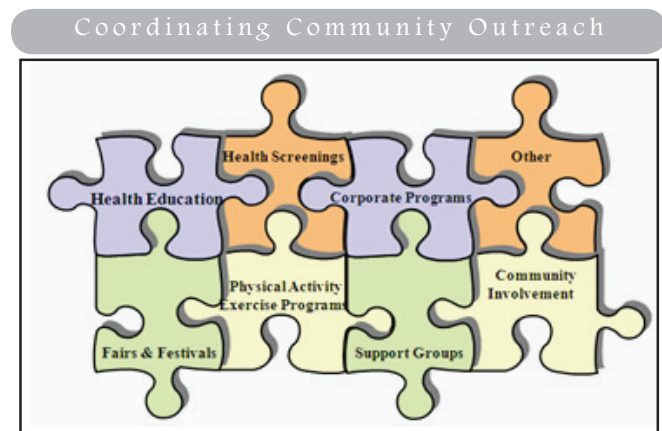 Coordinating Community Outreach
Health Screenings
Other
Health Education
Corporate Programs
Physical Activity
Exercise Programs
Community
Involvement
Fairs & Festivals
Support Groups